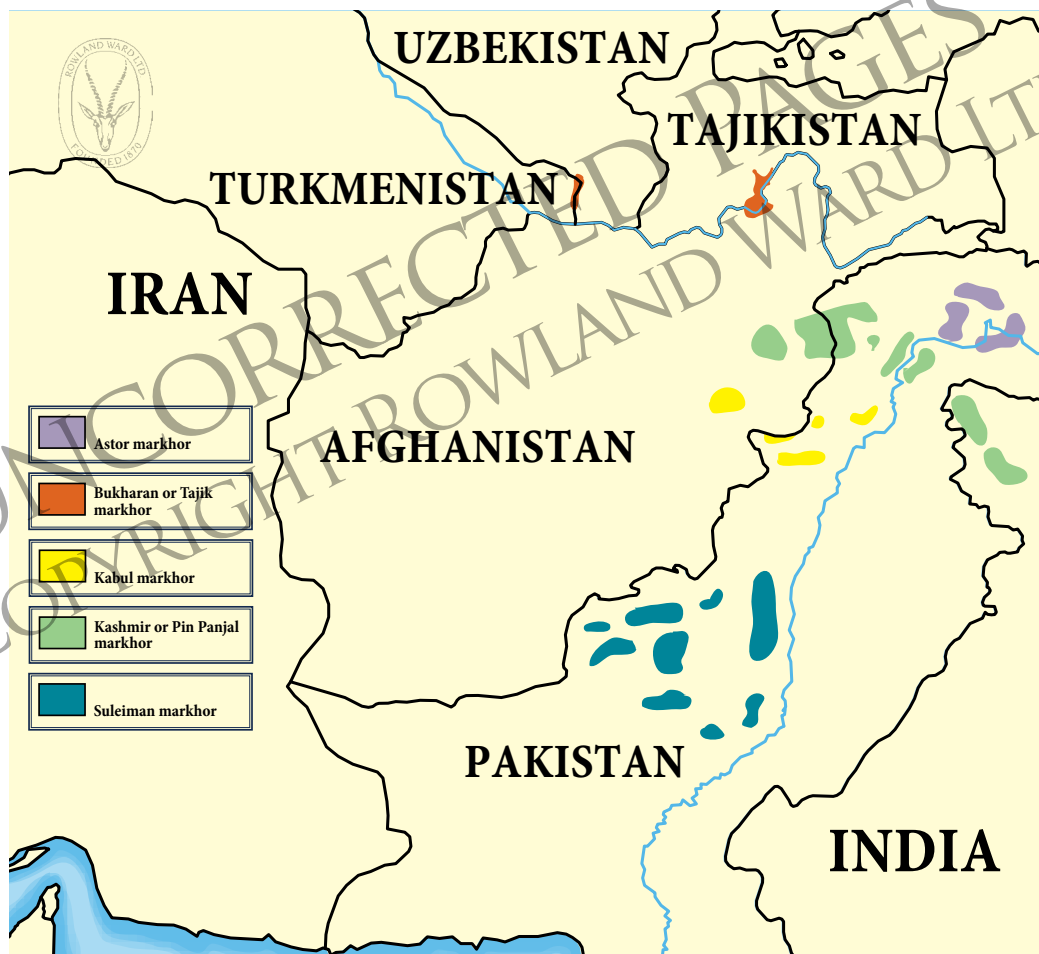 ROWLAND WARD LTD
FOUNDED 1870
UZBEKISTAN
TAJIKISTAN
TURKMENISTAN
IRAN
AFGHANISTAN
PAKISTAN
INDIA
Astor markhor
Bukharan or Tajik
markhor
Kabul markhor
Kashmir or Pin Panjal
markhor
Suleiman markhor
UNCORRECTED PAGES
COPYRIGHT ROWLAND WARD LTD